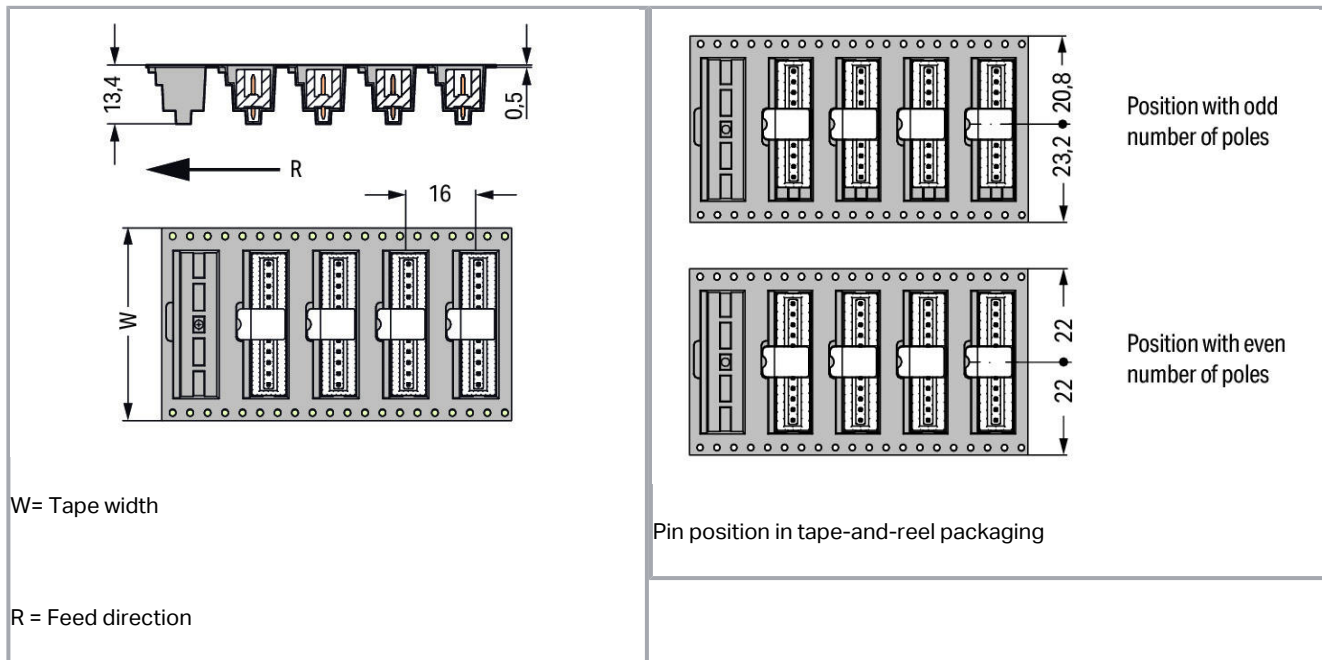 13,4
0,5
R
16
W
W= Tape width
R = Feed direction
20,8
23,2
Position with odd
number of poles
22
22
Position with even
number of poles
Pin position in tape-and-reel packaging